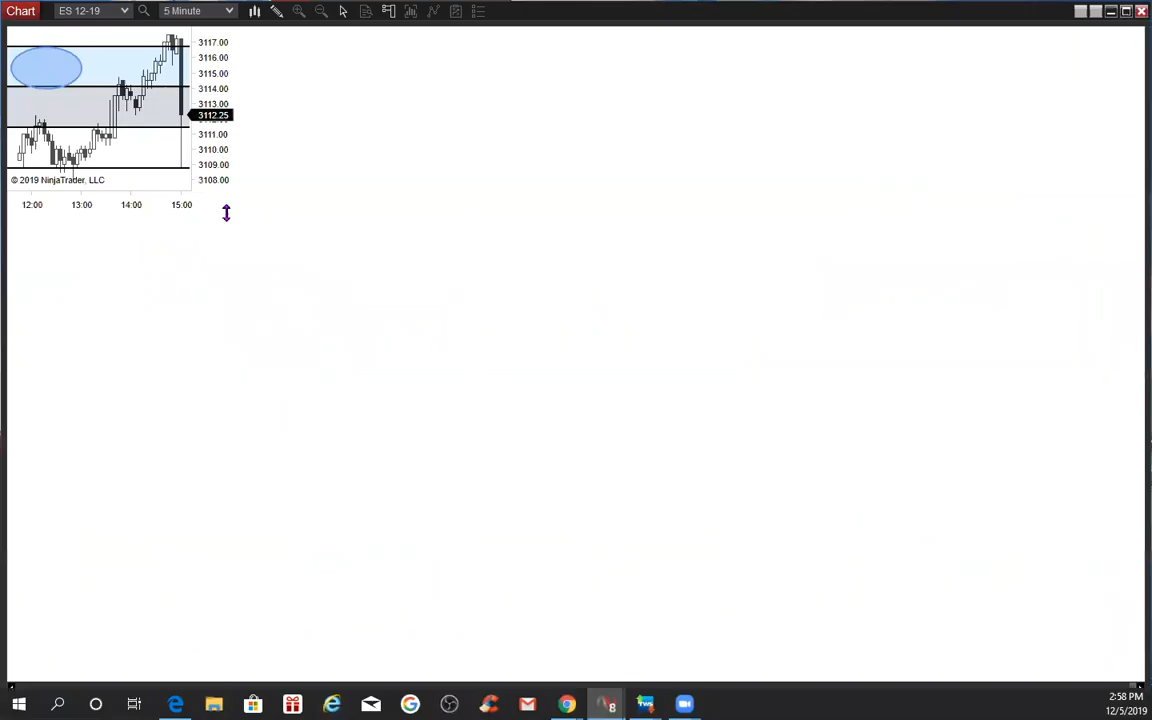 Chart ES 12-19 5 Minute
3117.00
3116.00
3115.00
3114.00
3113.00
3112.25
3111.00
3110.00
3109.00
3108.00
© 2019 NinjaTrader, LLC
12:00 13:00 14:00 15:00
8
TWS
2:58 PM
12/5/2019